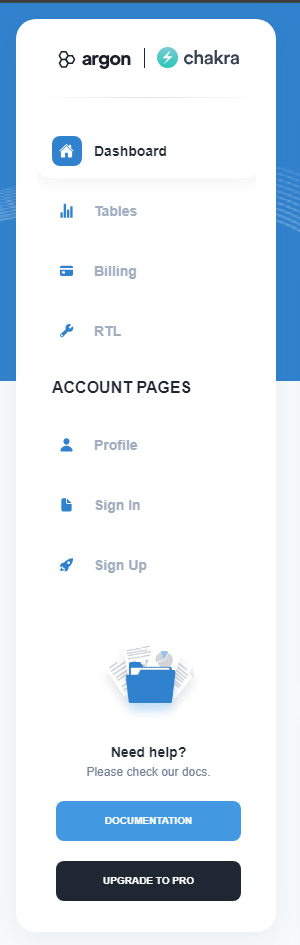 argon | chakra
Dashboard
Tables
Billing
RTL
ACCOUNT PAGES
Profile
Sign In
Sign Up
Need help?
Please check our docs.
DOCUMENTATION
UPGRADE TO PRO